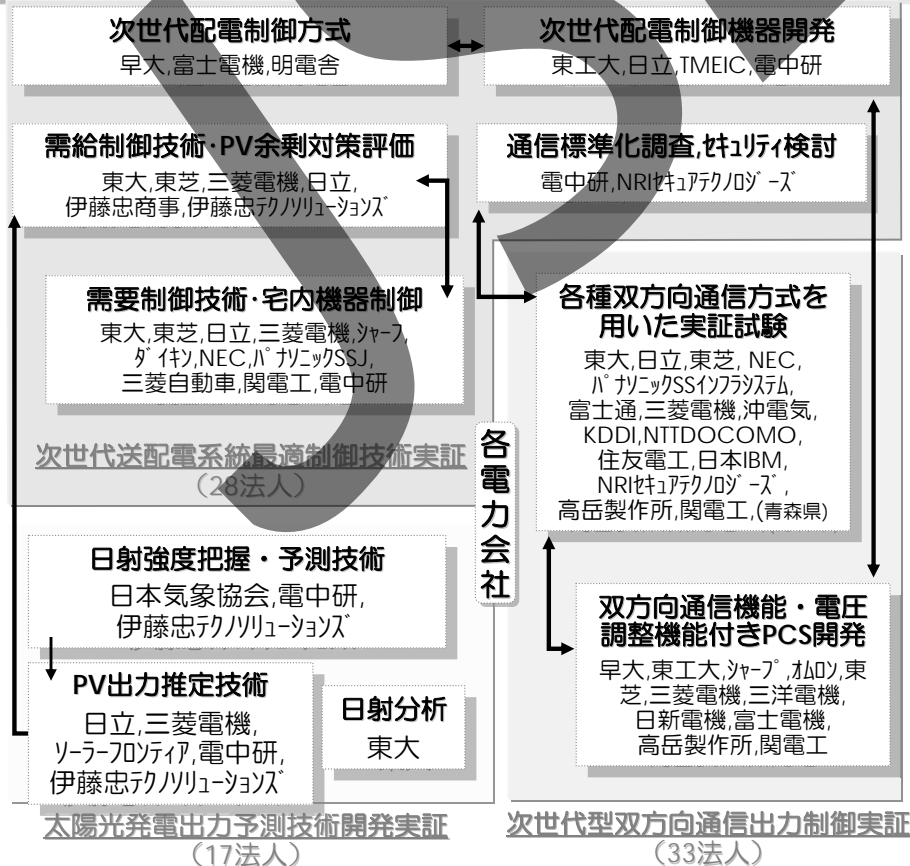 次世代配電制御方式
早大,富士電機,明電舎
次世代配電制御機器開発
東工大,日立,TMEIC,電中研
需給制御技術・PV余剰対策評価
東大,東芝,三菱電機,日立,
伊藤忠商事,伊藤忠ﾃｸﾉｿﾘｭｰｼｮﾝｽﾞ
通信標準化調査,ｾｷｭﾘﾃｨ検討
電中研,NRIｾｷｭｱﾃｸﾉﾛｼﾞｰｽﾞ
需要制御技術・宅内機器制御
東大,東芝,日立,三菱電機,ｼｬｰﾌﾟ,
ﾀﾞｲｷﾝ,NEC,ﾊﾟﾅｿﾆｯｸSSJ,
三菱自動車,関電工,電中研
次世代送配電系統最適制御技術実証
（28法人）
各電力会社
各種双方向通信方式を
用いた実証試験
東大,日立,東芝, NEC,
ﾊﾟﾅｿﾆｯｸSSｲﾝﾌﾗｼｽﾃﾑ,
富士通,三菱電機,沖電気,
KDDI,NTTDOCOMO,
住友電工,日本IBM,
NRIｾｷｭｱﾃｸﾉﾛｼﾞｰｽﾞ,
高岳製作所,関電工,(青森県)
日射強度把握・予測技術
日本気象協会,電中研,
伊藤忠ﾃｸﾉｿﾘｭｰｼｮﾝｽﾞ
PV出力推定技術
日立,三菱電機,
ｿｰﾗｰﾌﾛﾝﾃｨｱ,電中研,
伊藤忠ﾃｸﾉｿﾘｭｰｼｮﾝｽﾞ
日射分析
東大
太陽光発電出力予測技術開発実証
（17法人）
双方向通信機能・電圧
調整機能付きPCS開発
早大,東工大,ｼｬｰﾌﾟ,ｵﾑﾛﾝ,東
芝,三菱電機,三洋電機,
日新電機,富士電機,
高岳製作所,関電工
次世代型双方向通信出力制御実証
（33法人）